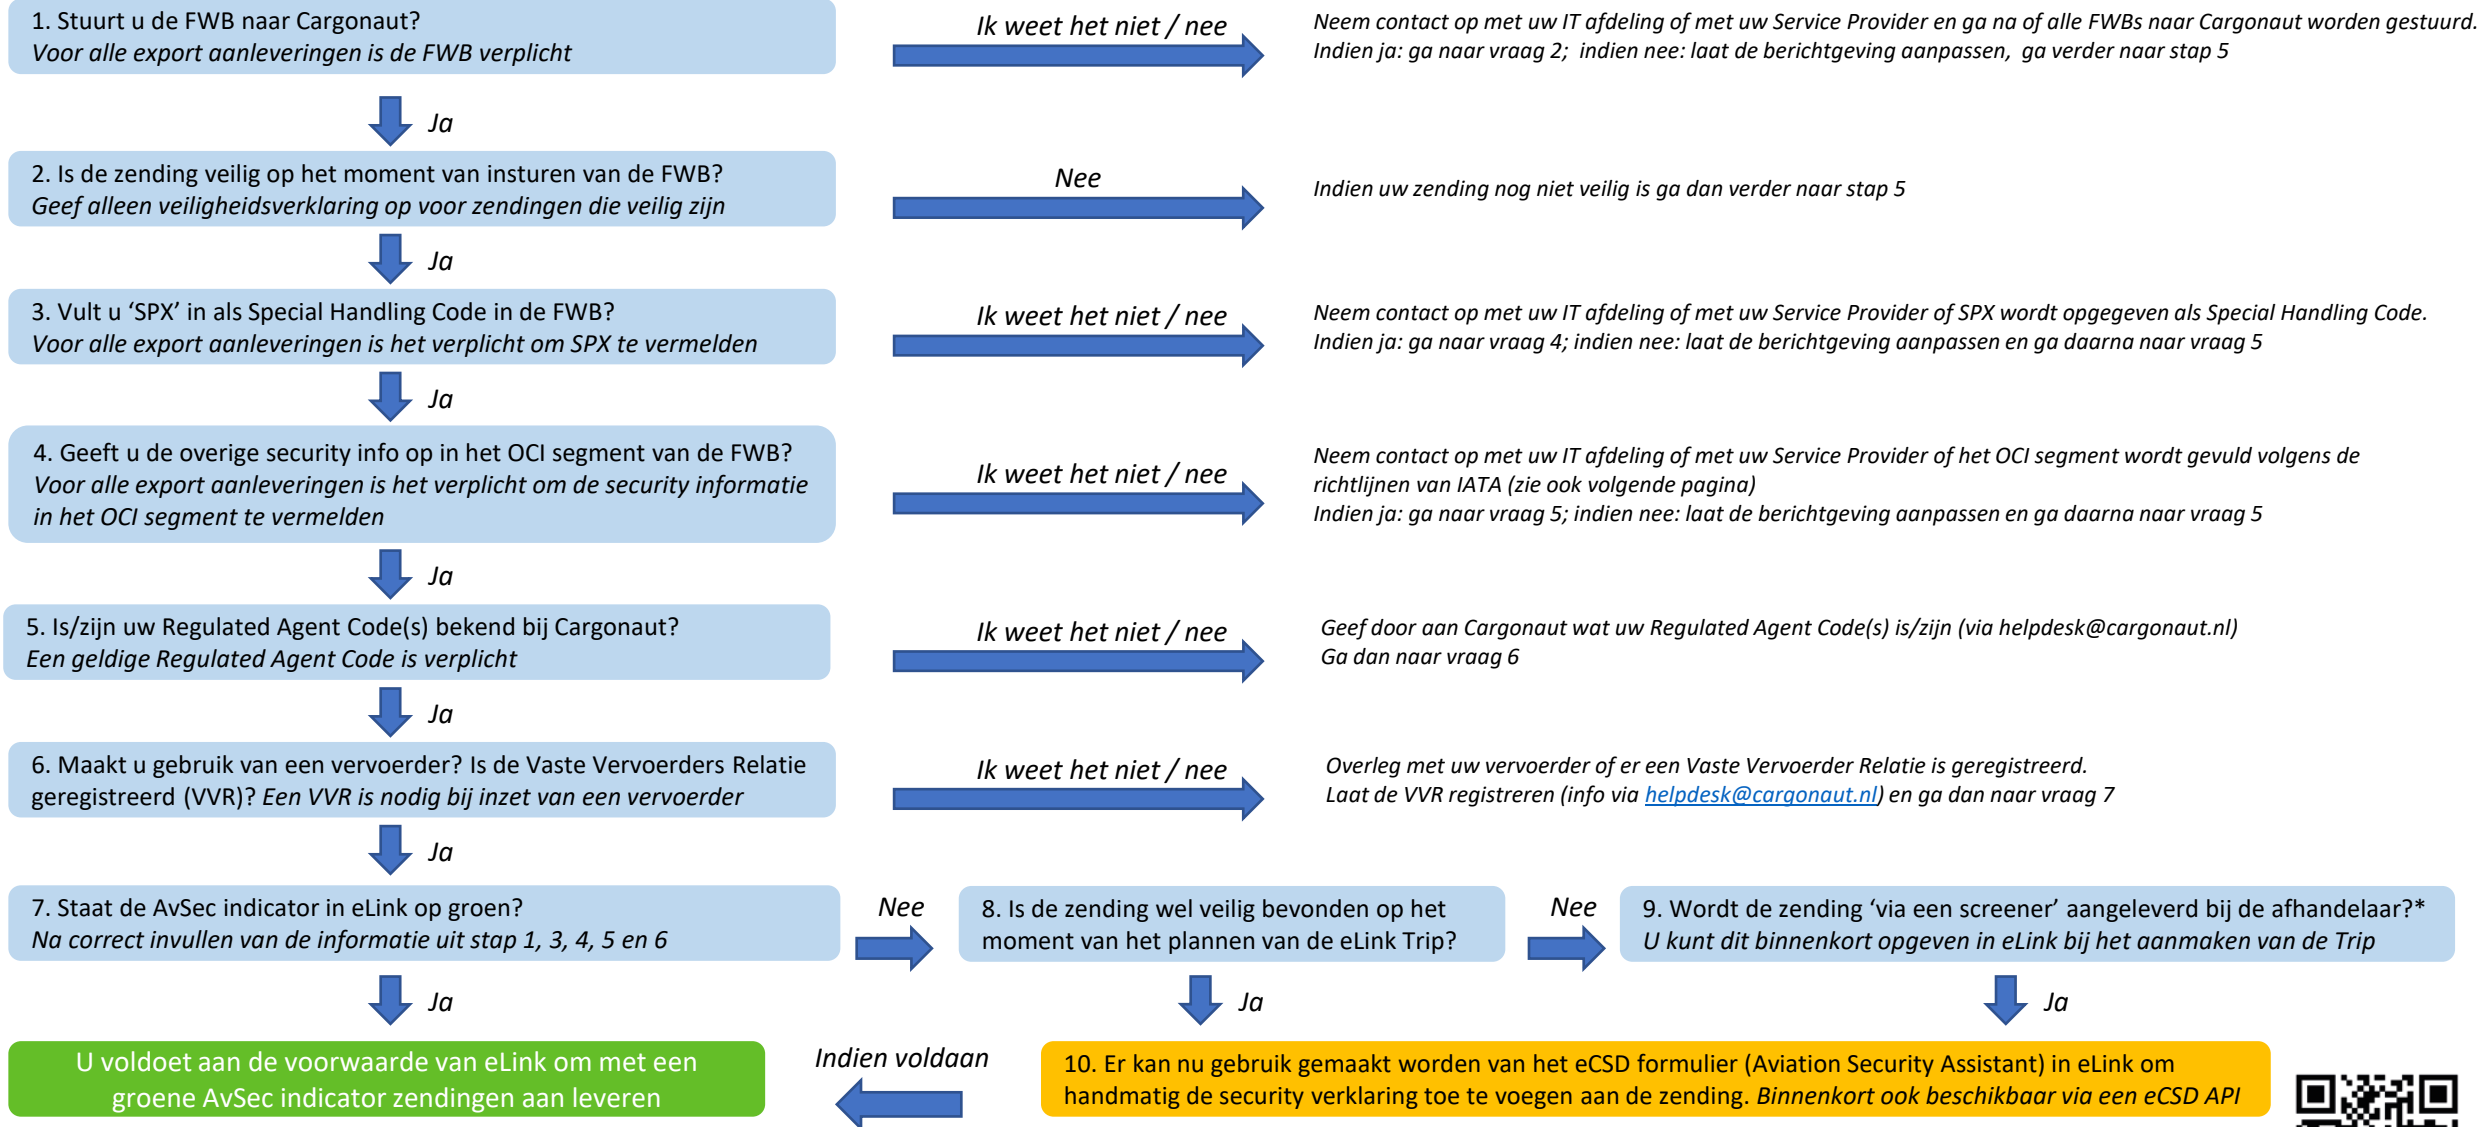 1. Stuurt u de FWB naar Cargonaut?
Voor alle export aanleveringen is de FWB verplicht
Ik weet het niet / nee
Neem contact op met uw IT afdeling of met uw Service Provider en ga na of alle FWBs naar Cargonaut worden gestuurd.
Indien ja: ga naar vraag 2; indien nee: laat de berichtgeving aanpassen, ga verder naar stap 5
Ja
2. Is de zending veilig op het moment van insturen van de FWB?
Geef alleen veiligheidsverklaring op voor zendingen die veilig zijn
Nee
Indien uw zending nog niet veilig is ga dan verder naar stap 5
Ja
3. Vult u ‘SPX’ in als Special Handling Code in de FWB?
Voor alle export aanleveringen is het verplicht om SPX te vermelden
Ik weet het niet / nee
Neem contact op met uw IT afdeling of met uw Service Provider of SPX wordt opgegeven als Special Handling Code.
Indien ja: ga naar vraag 4; indien nee: laat de berichtgeving aanpassen en ga daarna naar vraag 5
Ja
4. Geeft u de overige security info op in het OCI segment van de FWB?
Voor alle export aanleveringen is het verplicht om de security informatie
in het OCI segment te vermelden
Ik weet het niet / nee
Neem contact op met uw IT afdeling of met uw Service Provider of het OCI segment wordt gevuld volgens de
richtlijnen van IATA (zie ook volgende pagina)
Indien ja: ga naar vraag 5; indien nee: laat de berichtgeving aanpassen en ga daarna naar vraag 5
Ja
5. Is/zijn uw Regulated Agent Code(s) bekend bij Cargonaut?
Een geldige Regulated Agent Code is verplicht
Ik weet het niet / nee
Geef door aan Cargonaut wat uw Regulated Agent Code(s) is/zijn (via helpdesk@cargonaut.nl)
Ga dan naar vraag 6
Ja
6. Maakt u gebruik van een vervoerder? Is de Vaste Vervoerders Relatie
geregistreerd (VVR)? Een VVR is nodig bij inzet van een vervoerder
Ik weet het niet / nee
Overleg met uw vervoerder of er een Vaste Vervoerder Relatie is geregistreerd.
Laat de VVR registreren (info via helpdesk@cargonaut.nl) en ga dan naar vraag 7
Ja
7. Staat de AvSec indicator in eLink op groen?
Na correct invullen van de informatie uit stap 1, 3, 4, 5 en 6
Nee
8. Is de zending wel veilig bevonden op het
moment van het plannen van de eLink Trip?
Nee
9. Wordt de zending ‘via een screener’ aangeleverd bij de afhandelaar?*
U kunt dit binnenkort opgeven in eLink bij het aanmaken van de Trip
Ja
Ja
Ja
U voldoet aan de voorwaarde van eLink om met een
groene AvSec indicator zendingen aan leveren
Indien voldaan
10. Er kan nu gebruik gemaakt worden van het eCSD formulier (Aviation Security Assistant) in eLink om
handmatig de security verklaring toe te voegen aan de zending. Binnenkort ook beschikbaar via een eCSD API